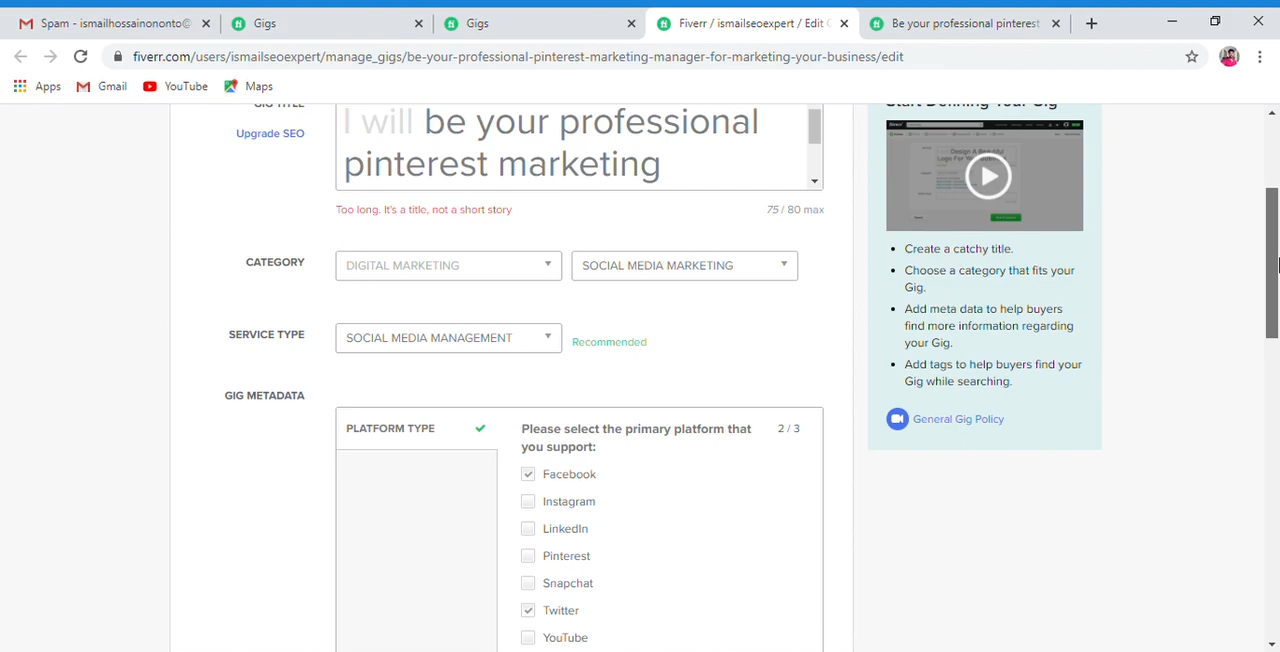 Spam - ismailhossainononto@
Gigs
Gigs
Fiverr / ismailseoexpert / Edit G
Be your professional pinterest
fiverr.com/users/ismailseoexpert/manage_gigs/be-your-professional-pinterest-marketing-manager-for-marketing-your-business/edit
Apps
Gmail
YouTube
Maps
GIG TITLE
Upgrade SEO
I will be your professional
pinterest marketing
Too long. It's a title, not a short story
75 / 80 max
CATEGORY
DIGITAL MARKETING
SOCIAL MEDIA MARKETING
SERVICE TYPE
SOCIAL MEDIA MANAGEMENT
Recommended
GIG METADATA
PLATFORM TYPE
Please select the primary platform that
you support:
2 / 3
Facebook
Instagram
LinkedIn
Pinterest
Snapchat
Twitter
YouTube
Start Defining Your Gig
• Create a catchy title.
• Choose a category that fits your
Gig.
• Add meta data to help buyers
find more information regarding
your Gig.
• Add tags to help buyers find your
Gig while searching.
General Gig Policy